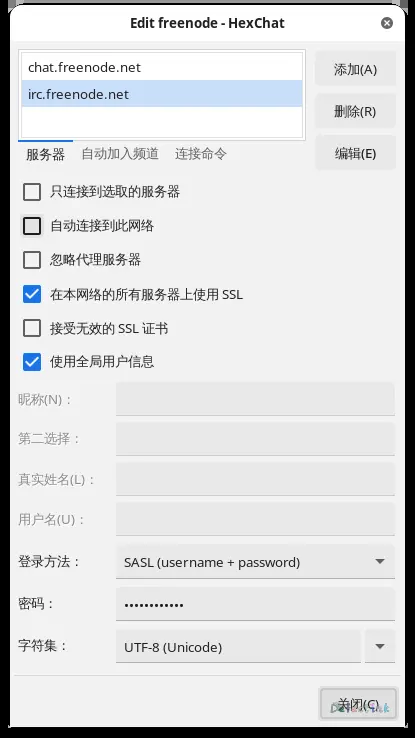 Edit freenode - HexChat
chat.freenode.net
irc.freenode.net
添加(A)
删除(R)
编辑(E)
服务器 自动加入频道 连接命令
只连接到选取的服务器
自动连接到此网络
忽略代理服务器
在本网络的所有服务器上使用 SSL
接受无效的 SSL 证书
使用全局用户信息
昵称(N)：
第二选择：
真实姓名(L)：
用户名(U)：
登录方法： SASL (username + password)
密码： ••••••••••••
字符集： UTF-8 (Unicode)
关闭(C)